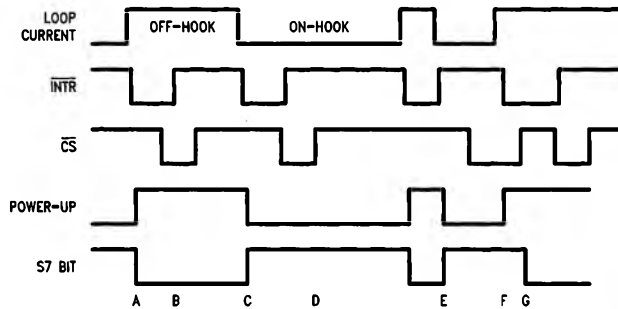 LOOP
CURRENT
OFF-HOOK
ON-HOOK
INTR
CS
POWER-UP
S7 BIT
A B C D E F G